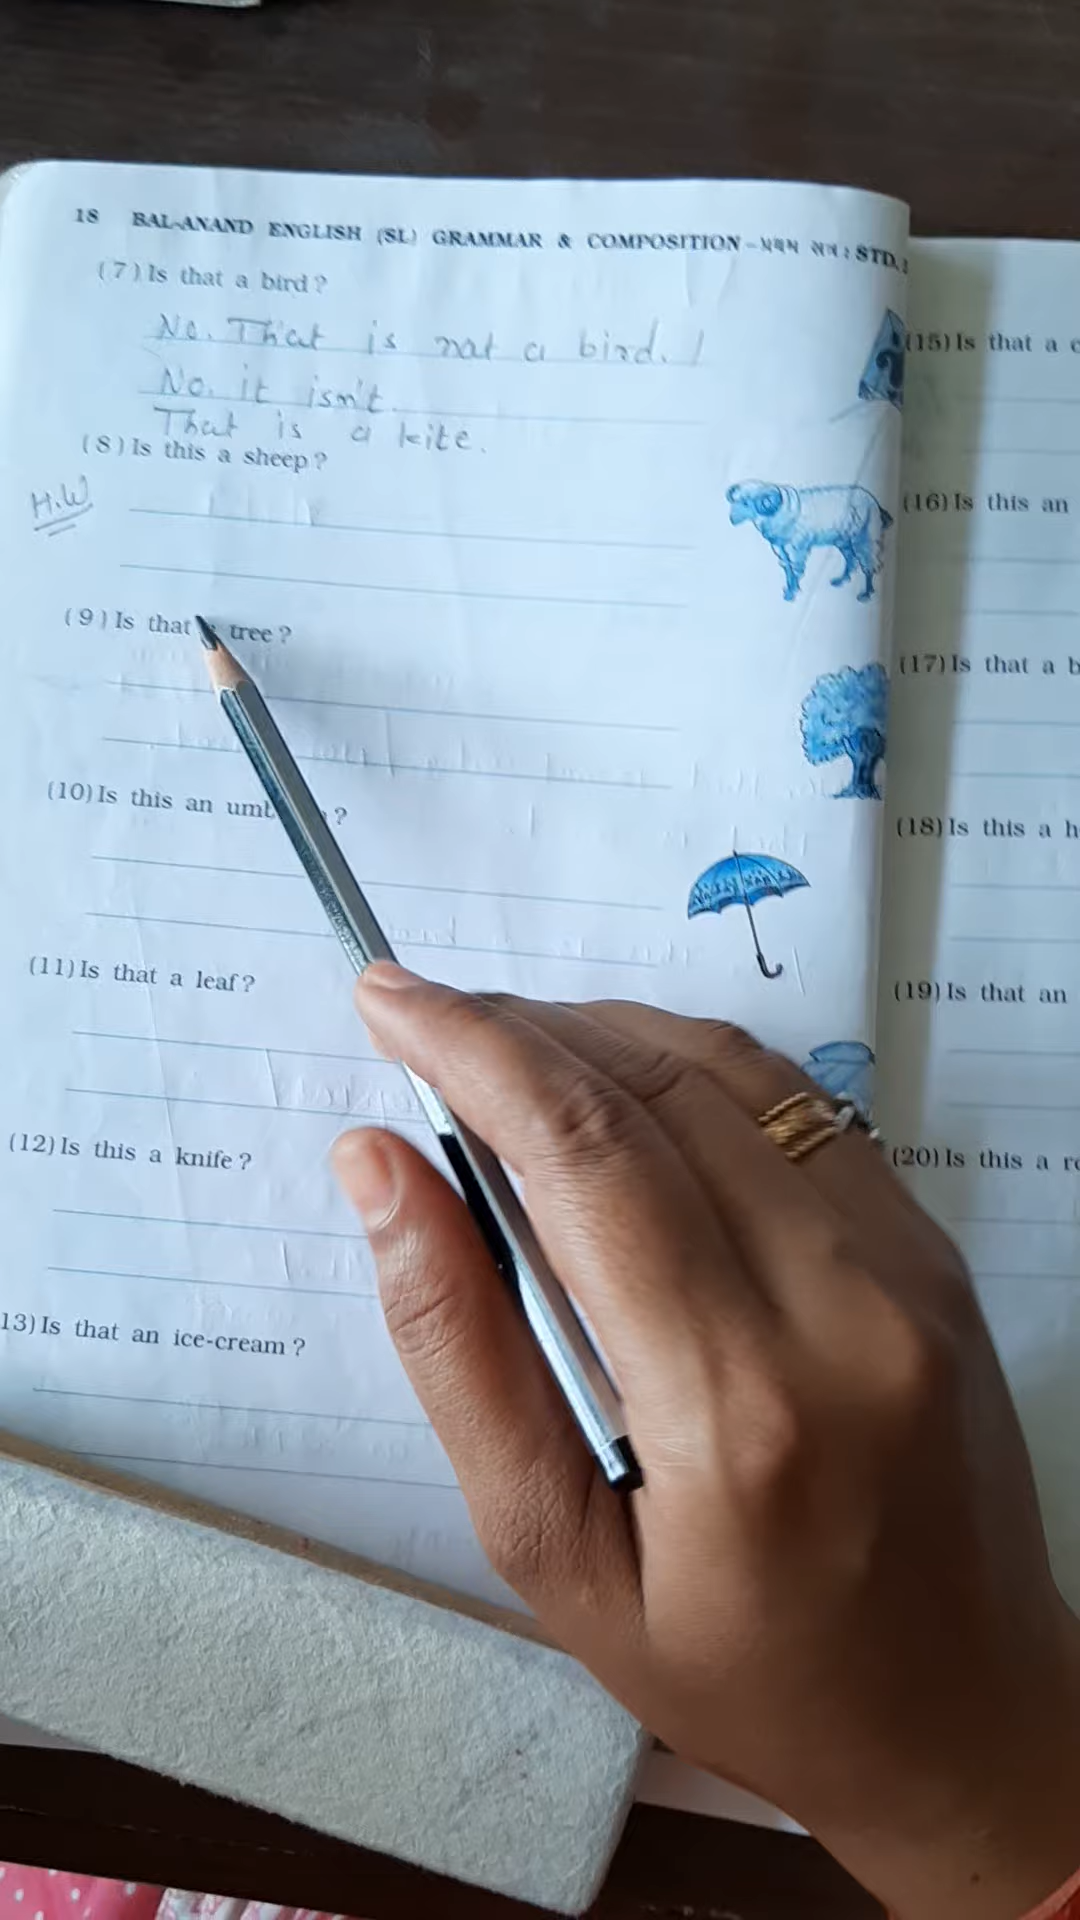 18 BAL-ANAND ENGLISH (SL) GRAMMAR & COMPOSITION – પ્રથમ સત્ર : STD.
(7) Is that a bird?
No. That is not a bird. /
No. it isn't.
That is a kite.
(8) Is this a sheep?
H.W
(9) Is that tree?
(10) Is this an
(11) Is that a leaf?
(12) Is this a knife?
13) Is that an ice-cream?
(15) Is that a
(16) Is this an
(17) Is that a
(18) Is this a
(19) Is that an
(20) Is this a